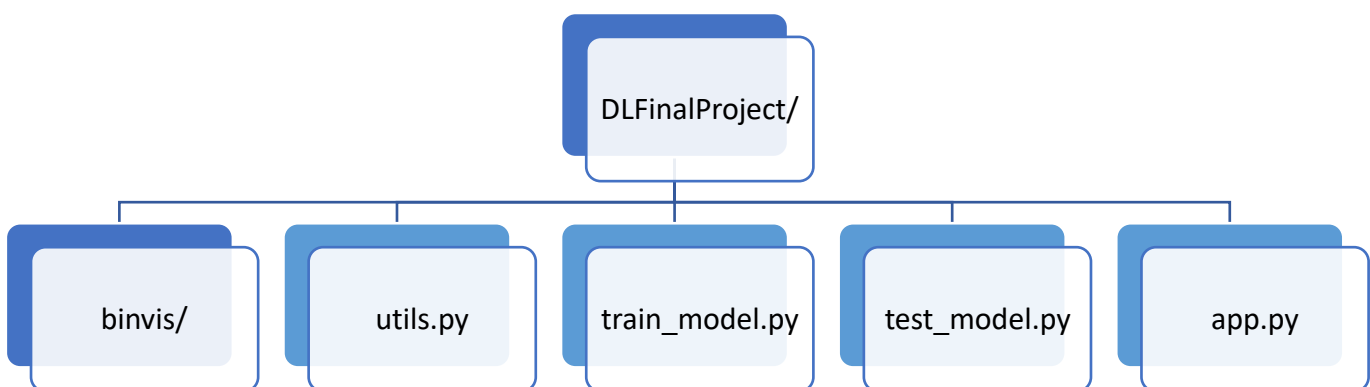 DLFinalProject/
binvis/
utils.py
train_model.py
test_model.py
app.py